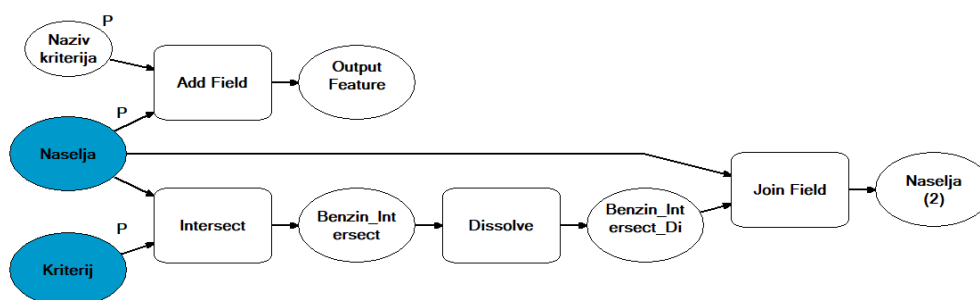 P
Naziv
kriterija
Add Field
Output
Feature
P
Naselja
Join Field
Naselja
(2)
P
Intersect
Benzin_Int
ersect
Dissolve
Benzin_Int
ersect_Di
Kriterij